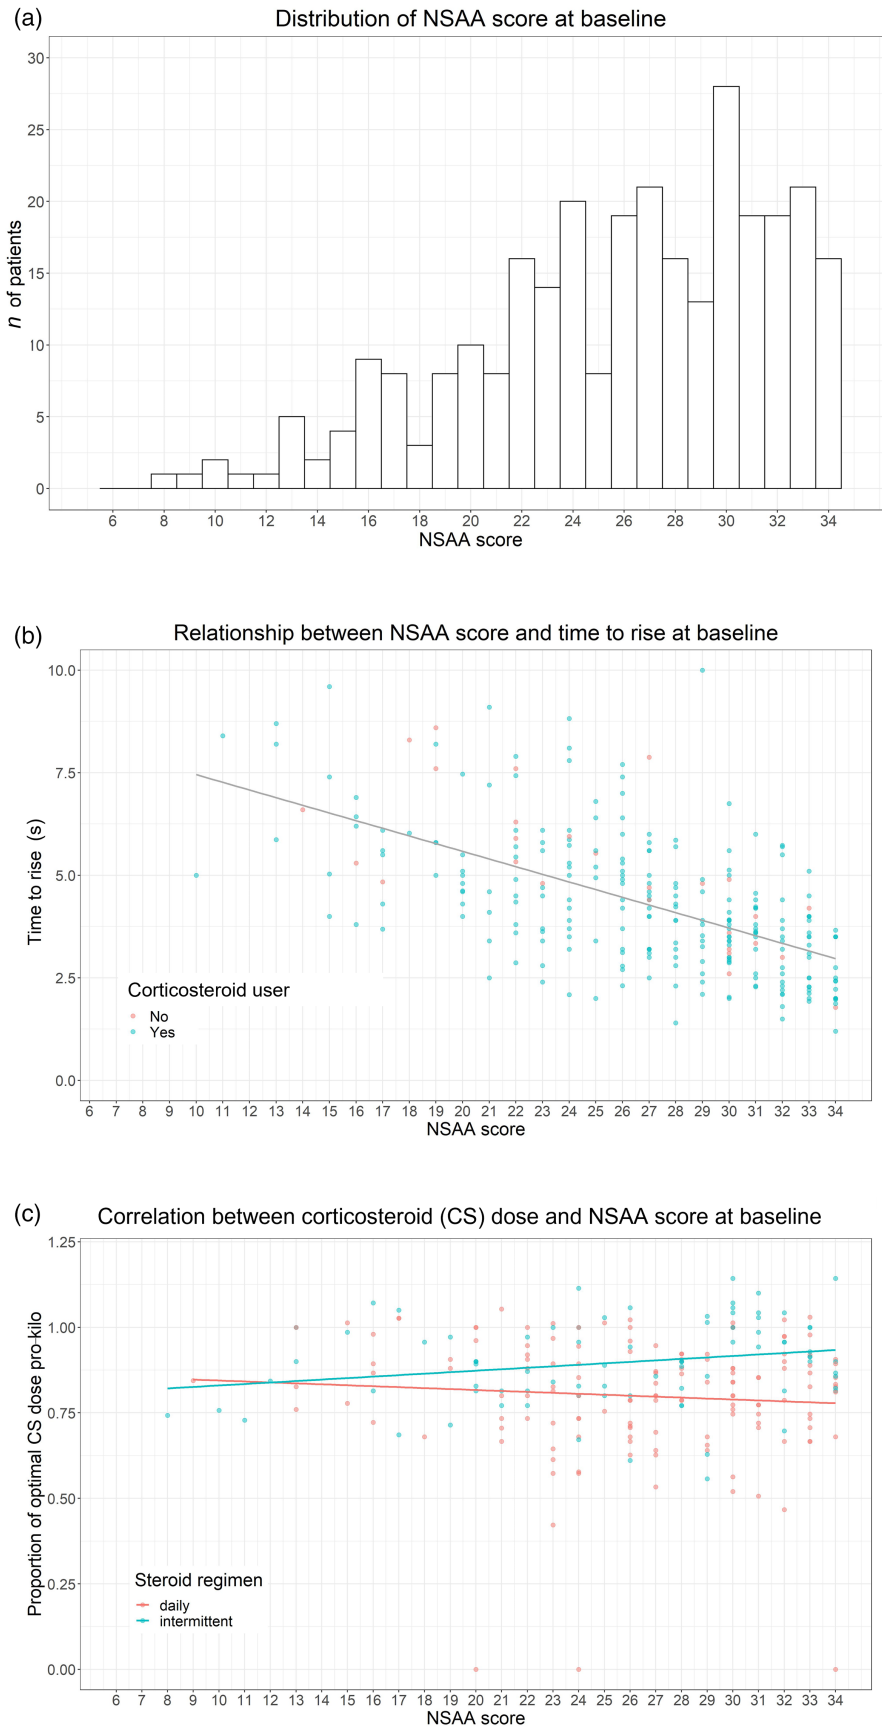 (a)
Distribution of NSAA score at baseline
30
25
20
15
10
5
0
n of patients
6 8 10 12 14 16 18 20 22 24 26 28 30 32 34
NSAA score
(b)
Relationship between NSAA score and time to rise at baseline
10.0
7.5
5.0
2.5
0.0
Time to rise (s)
Corticosteroid user
No
Yes
6 7 8 9 10 11 12 13 14 15 16 17 18 19 20 21 22 23 24 25 26 27 28 29 30 31 32 33 34
NSAA score
(c)
Correlation between corticosteroid (CS) dose and NSAA score at baseline
1.25
1.00
0.75
0.50
0.25
0.00
Proportion of optimal CS dose pro-kilo
Steroid regimen
daily
intermittent
6 7 8 9 10 11 12 13 14 15 16 17 18 19 20 21 22 23 24 25 26 27 28 29 30 31 32 33 34
NSAA score